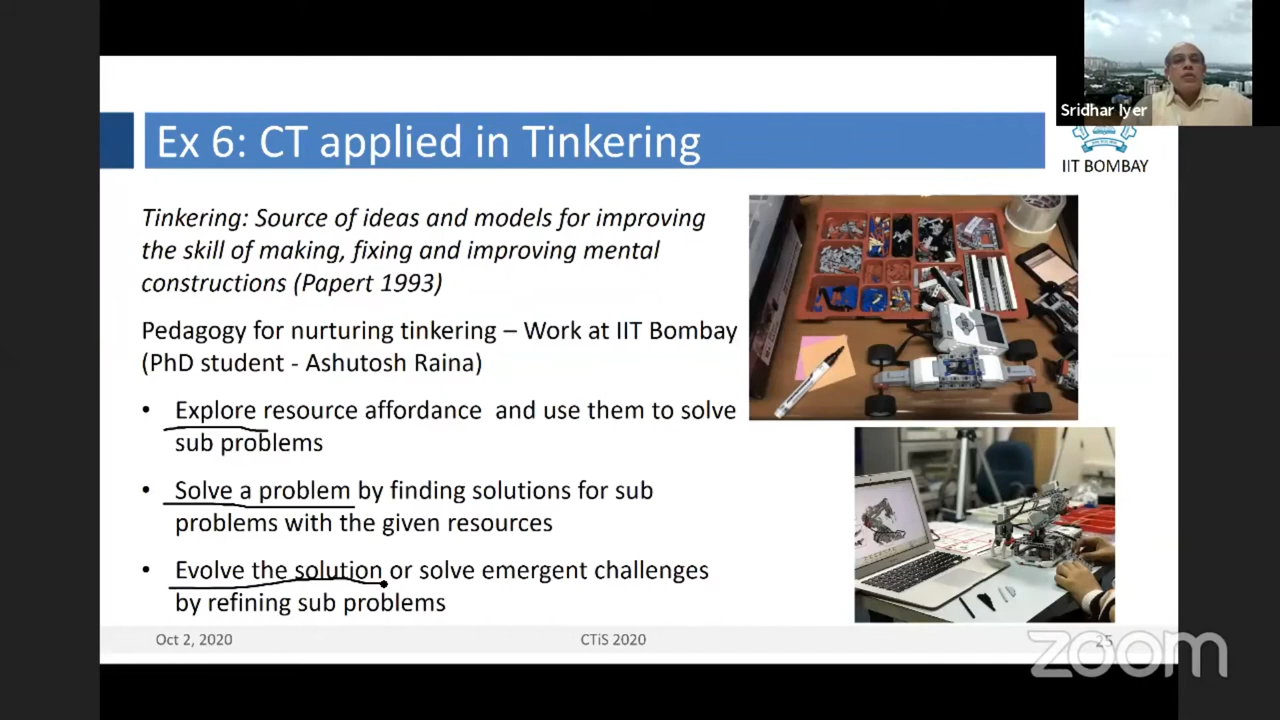 Sridhar Iyer
Ex 6: CT applied in Tinkering
IIT BOMBAY
Tinkering: Source of ideas and models for improving
the skill of making, fixing and improving mental
constructions (Papert 1993)
Pedagogy for nurturing tinkering – Work at IIT Bombay
(PhD student - Ashutosh Raina)
• Explore resource affordance and use them to solve
sub problems
• Solve a problem by finding solutions for sub
problems with the given resources
• Evolve the solution or solve emergent challenges
by refining sub problems
Oct 2, 2020
CTiS 2020
25
zoom